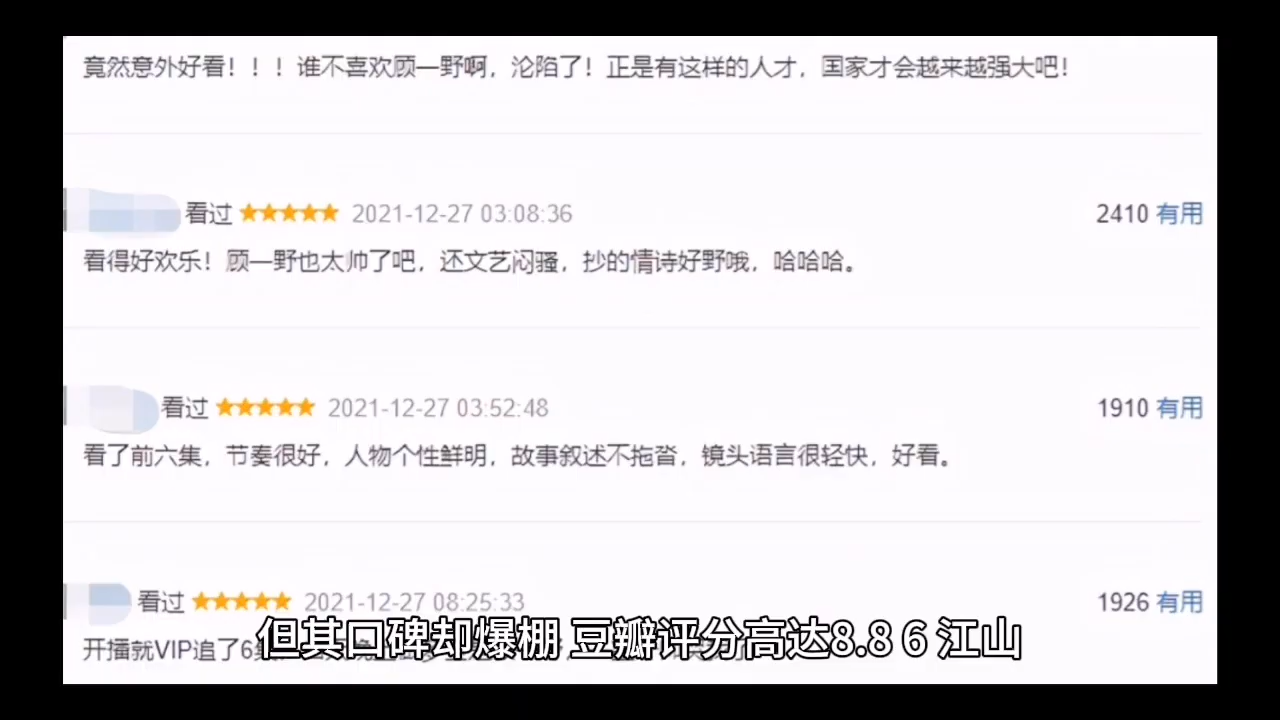 竟然意外好看！！！谁不喜欢顾一野啊，沦陷了！正是有这样的人才，国家才会越来越强大吧！
看过 ★★★★★ 2021-12-27 03:08:36 2410 有用
看得好欢乐！顾一野也太帅了吧，还文艺闷骚，抄的情诗好野哦，哈哈哈。
看过 ★★★★★ 2021-12-27 03:52:48 1910 有用
看了前六集，节奏很好，人物个性鲜明，故事叙述不拖沓，镜头语言很轻快，好看。
看过 ★★★★★ 2021-12-27 08:25:33 1926 有用
开播就VIP追了6
但其口碑却爆棚 豆瓣评分高达8.8 6 江山